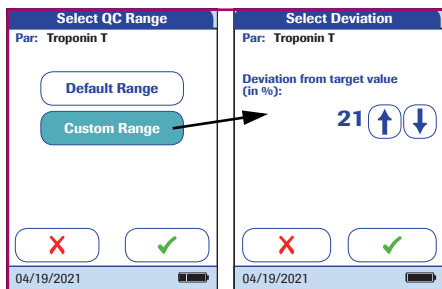 Select QC Range
Par: Troponin T
Default Range
Custom Range
04/19/2021
Select Deviation
Par: Troponin T
Deviation from target value
(in %):
21
04/19/2021